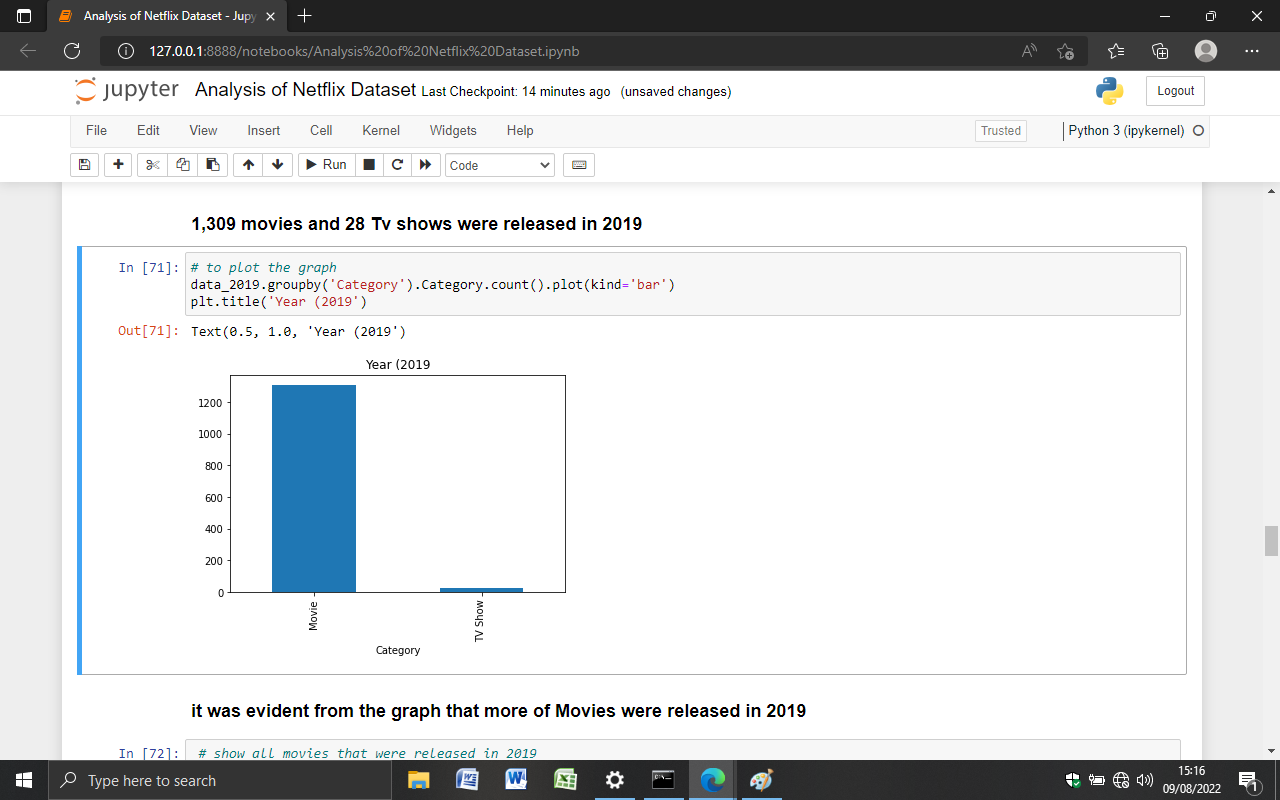 Analysis of Netflix Dataset - Jupy
127.0.0.1:8888/notebooks/Analysis%20of%20Netflix%20Dataset.ipynb
jupyter Analysis of Netflix Dataset Last Checkpoint: 14 minutes ago (unsaved changes)
Logout
File Edit View Insert Cell Kernel Widgets Help
Trusted Python 3 (ipykernel)
Run Code
1,309 movies and 28 Tv shows were released in 2019
In [71]: # to plot the graph
data_2019.groupby('Category').Category.count().plot(kind='bar')
plt.title('Year (2019')
Out[71]: Text(0.5, 1.0, 'Year (2019')
Year (2019
1200
1000
800
600
400
200
0
Movie
TV Show
Category
it was evident from the graph that more of Movies were released in 2019
In [72]: # show all movies that were released in 2019
Type here to search
15:16
09/08/2022
1